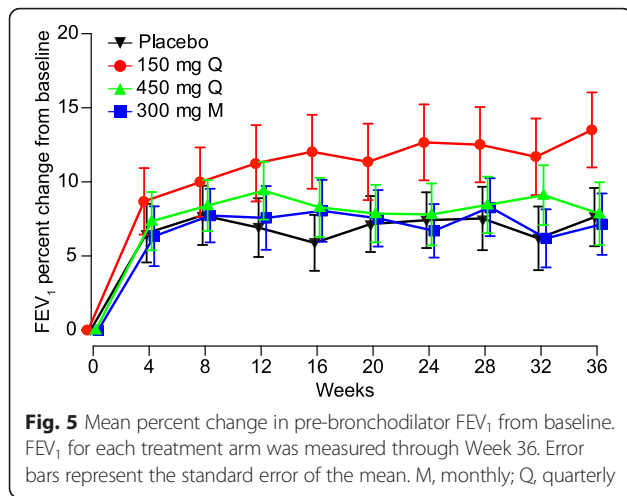 20
15
10
5
0
FEV₁ percent change from baseline
Placebo
150 mg Q
450 mg Q
300 mg M
0 4 8 12 16 20 24 28 32 36
Weeks
Fig. 5 Mean percent change in pre-bronchodilator FEV₁ from baseline.
FEV₁ for each treatment arm was measured through Week 36. Error
bars represent the standard error of the mean. M, monthly; Q, quarterly